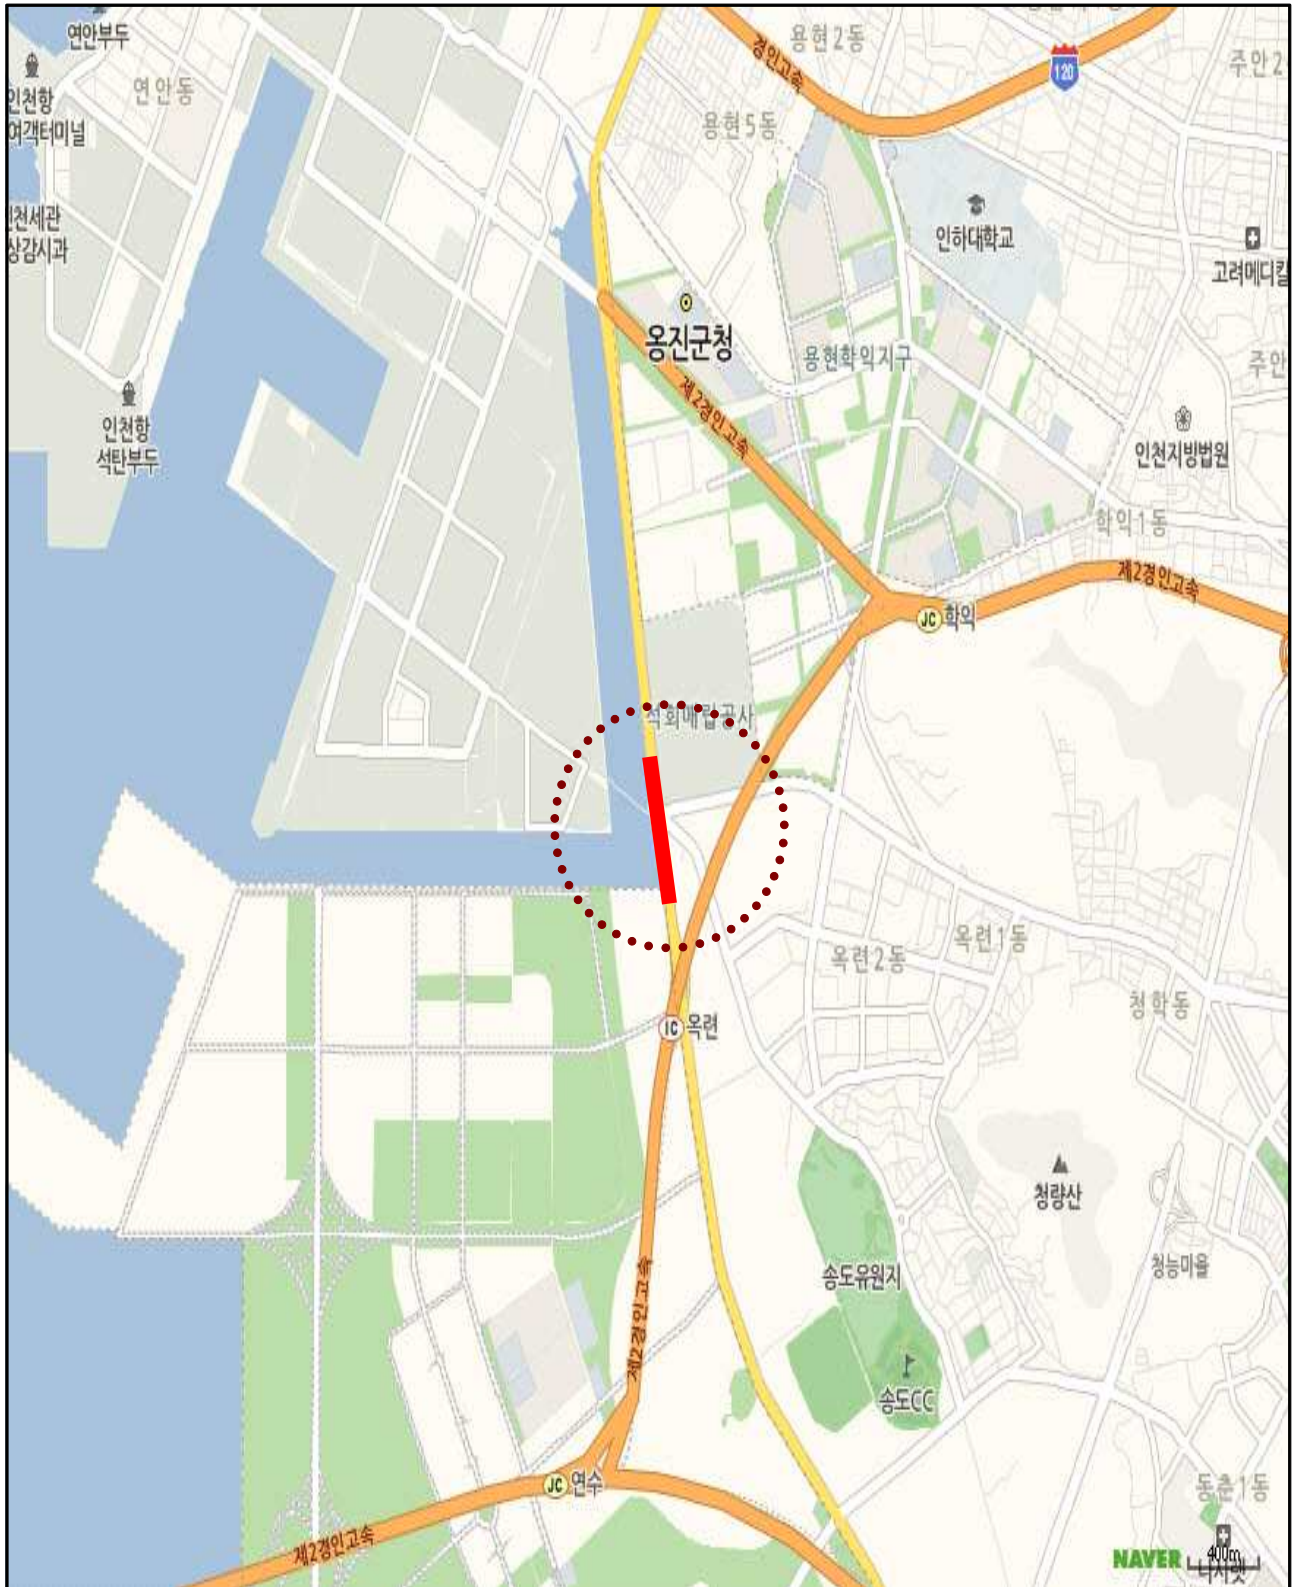 연안부두
용현2동
경인고속
120
주안2
인천항
여객터미널
연안동
용현5동
인하대학교
천세관
상감시과
고려메디컬
옹진군청
용현학익지구
주안
제2경인고속
인천항
석탄부두
인천지방법원
학익1동
제2경인고속
JC 학익
석회매립공사
옥련2동
옥련1동
청학동
IC 옥련
청량산
청능마을
송도유원지
제2경인고속
송도CC
JC 연수
동춘1동
제2경인고속
NAVER
400m